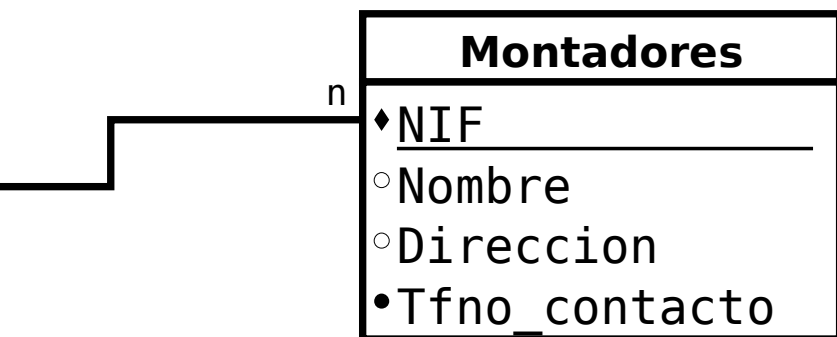 Montadores
n
NIF
Nombre
Direccion
Tfno_contacto